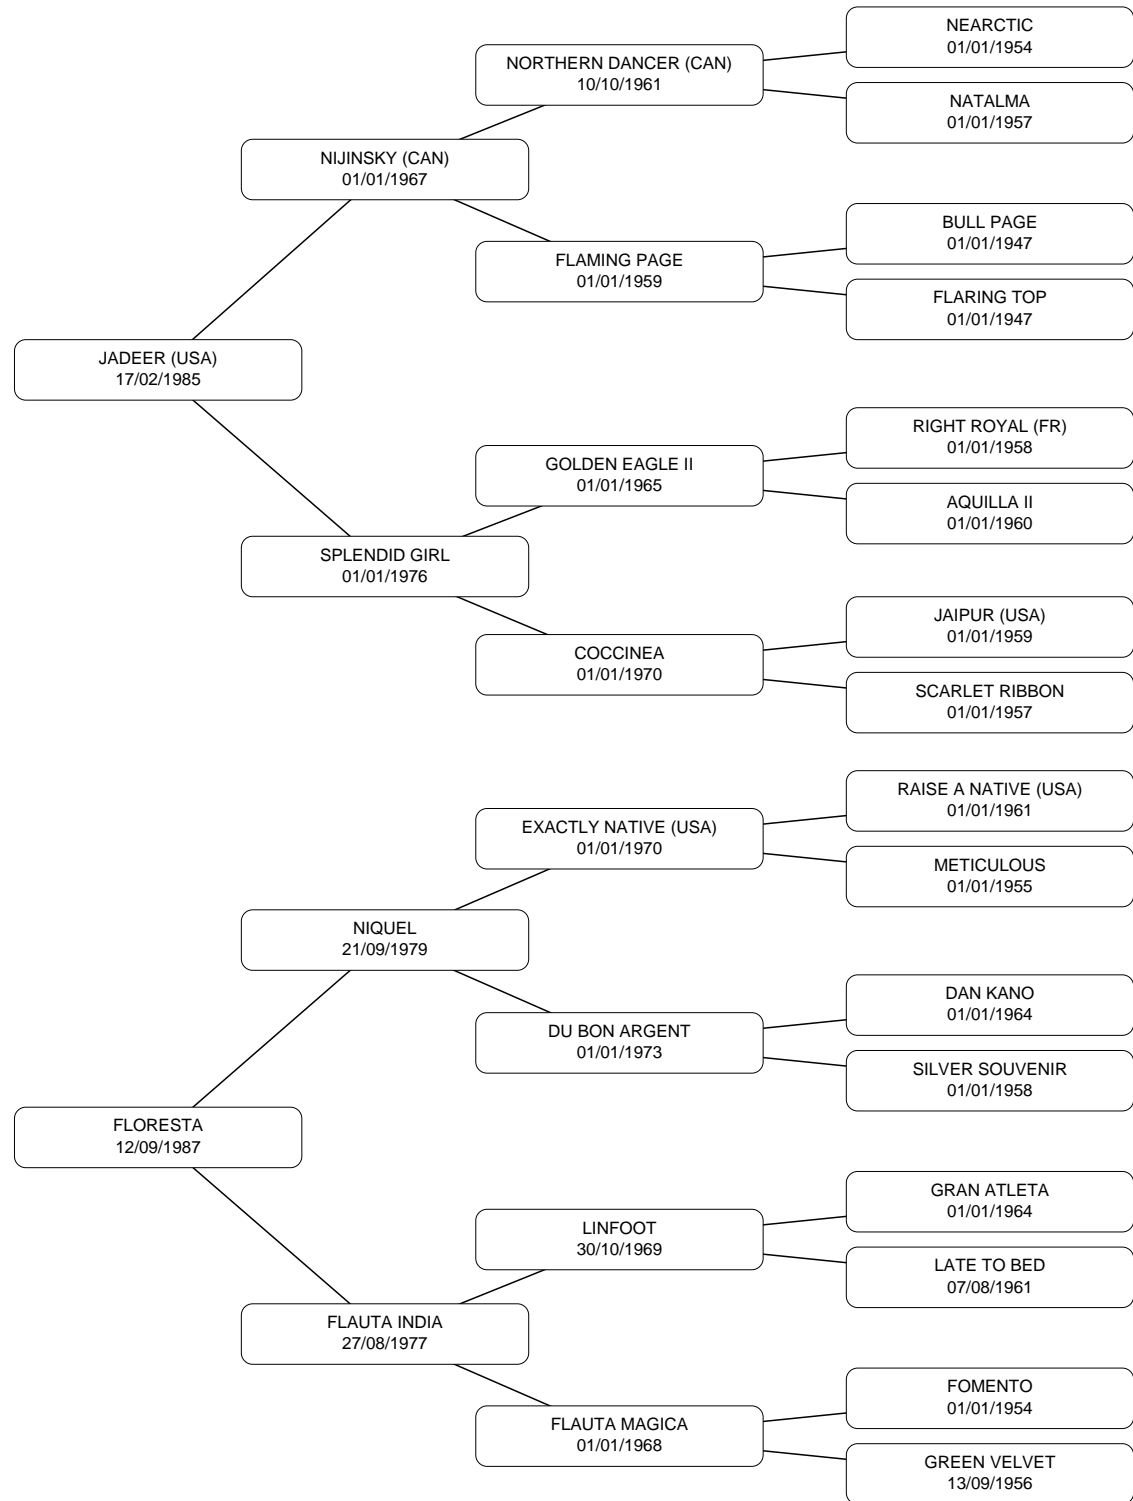 NEARCTIC
01/01/1954
NORTHERN DANCER (CAN)
10/10/1961
NATALMA
01/01/1957
NIJINSKY (CAN)
01/01/1967
BULL PAGE
01/01/1947
FLAMING PAGE
01/01/1959
FLARING TOP
01/01/1947
JADEER (USA)
17/02/1985
RIGHT ROYAL (FR)
01/01/1958
GOLDEN EAGLE II
01/01/1965
AQUILLA II
01/01/1960
SPLENDID GIRL
01/01/1976
JAIPUR (USA)
01/01/1959
COCCINEA
01/01/1970
SCARLET RIBBON
01/01/1957
RAISE A NATIVE (USA)
01/01/1961
EXACTLY NATIVE (USA)
01/01/1970
METICULOUS
01/01/1955
NIQUEL
21/09/1979
DAN KANO
01/01/1964
DU BON ARGENT
01/01/1973
SILVER SOUVENIR
01/01/1958
FLORESTA
12/09/1987
GRAN ATLETA
01/01/1964
LINFOOT
30/10/1969
LATE TO BED
07/08/1961
FLAUTA INDIA
27/08/1977
FOMENTO
01/01/1954
FLAUTA MAGICA
01/01/1968
GREEN VELVET
13/09/1956